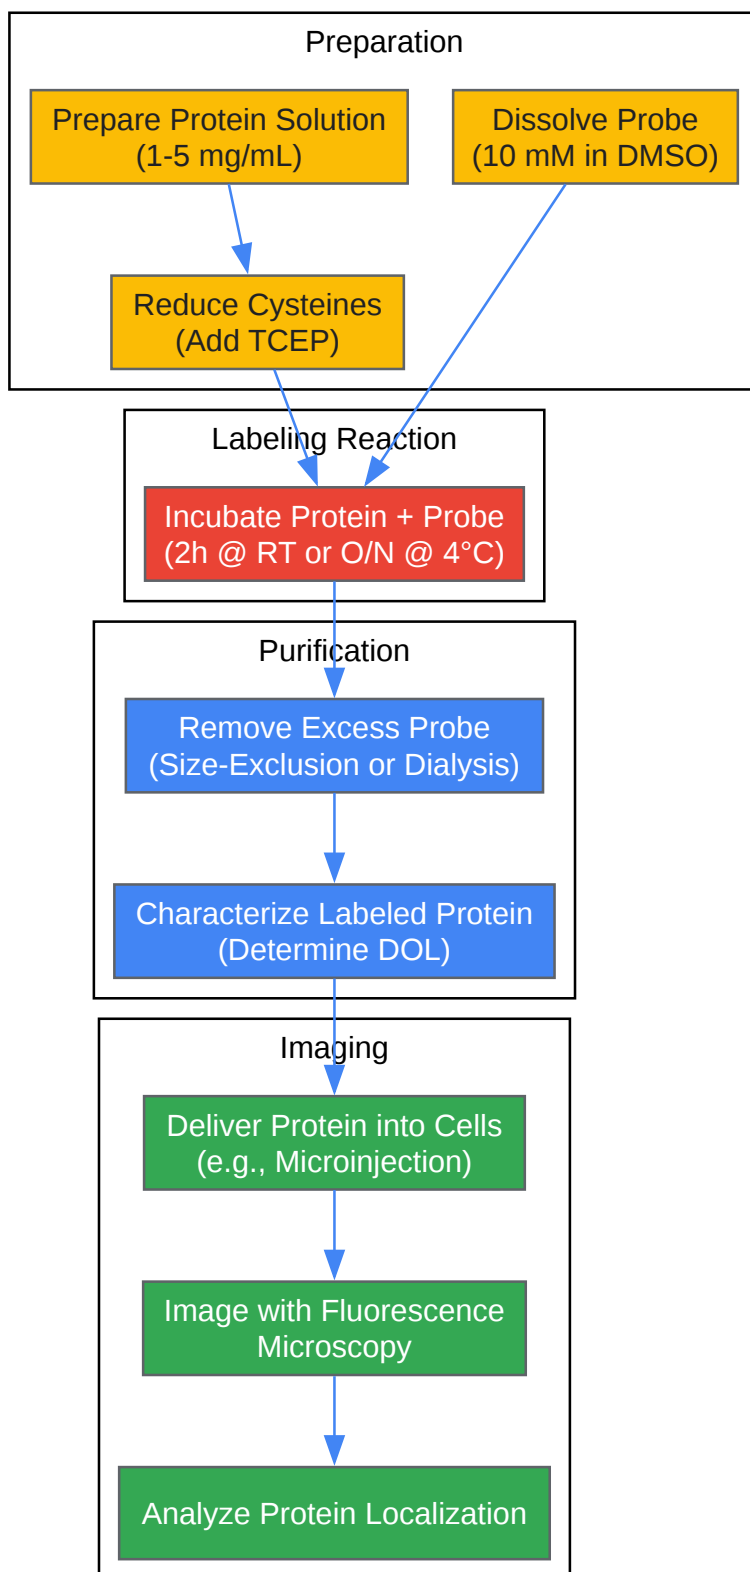 Preparation
Prepare Protein Solution
(1-5 mg/mL)
Dissolve Probe
(10 mM in DMSO)
Reduce Cysteines
(Add TCEP)
Labeling Reaction
Incubate Protein + Probe
(2h @ RT or O/N @ 4°C)
Purification
Remove Excess Probe
(Size-Exclusion or Dialysis)
Characterize Labeled Protein
(Determine DOL)
Imaging
Deliver Protein into Cells
(e.g., Microinjection)
Image with Fluorescence
Microscopy
Analyze Protein Localization